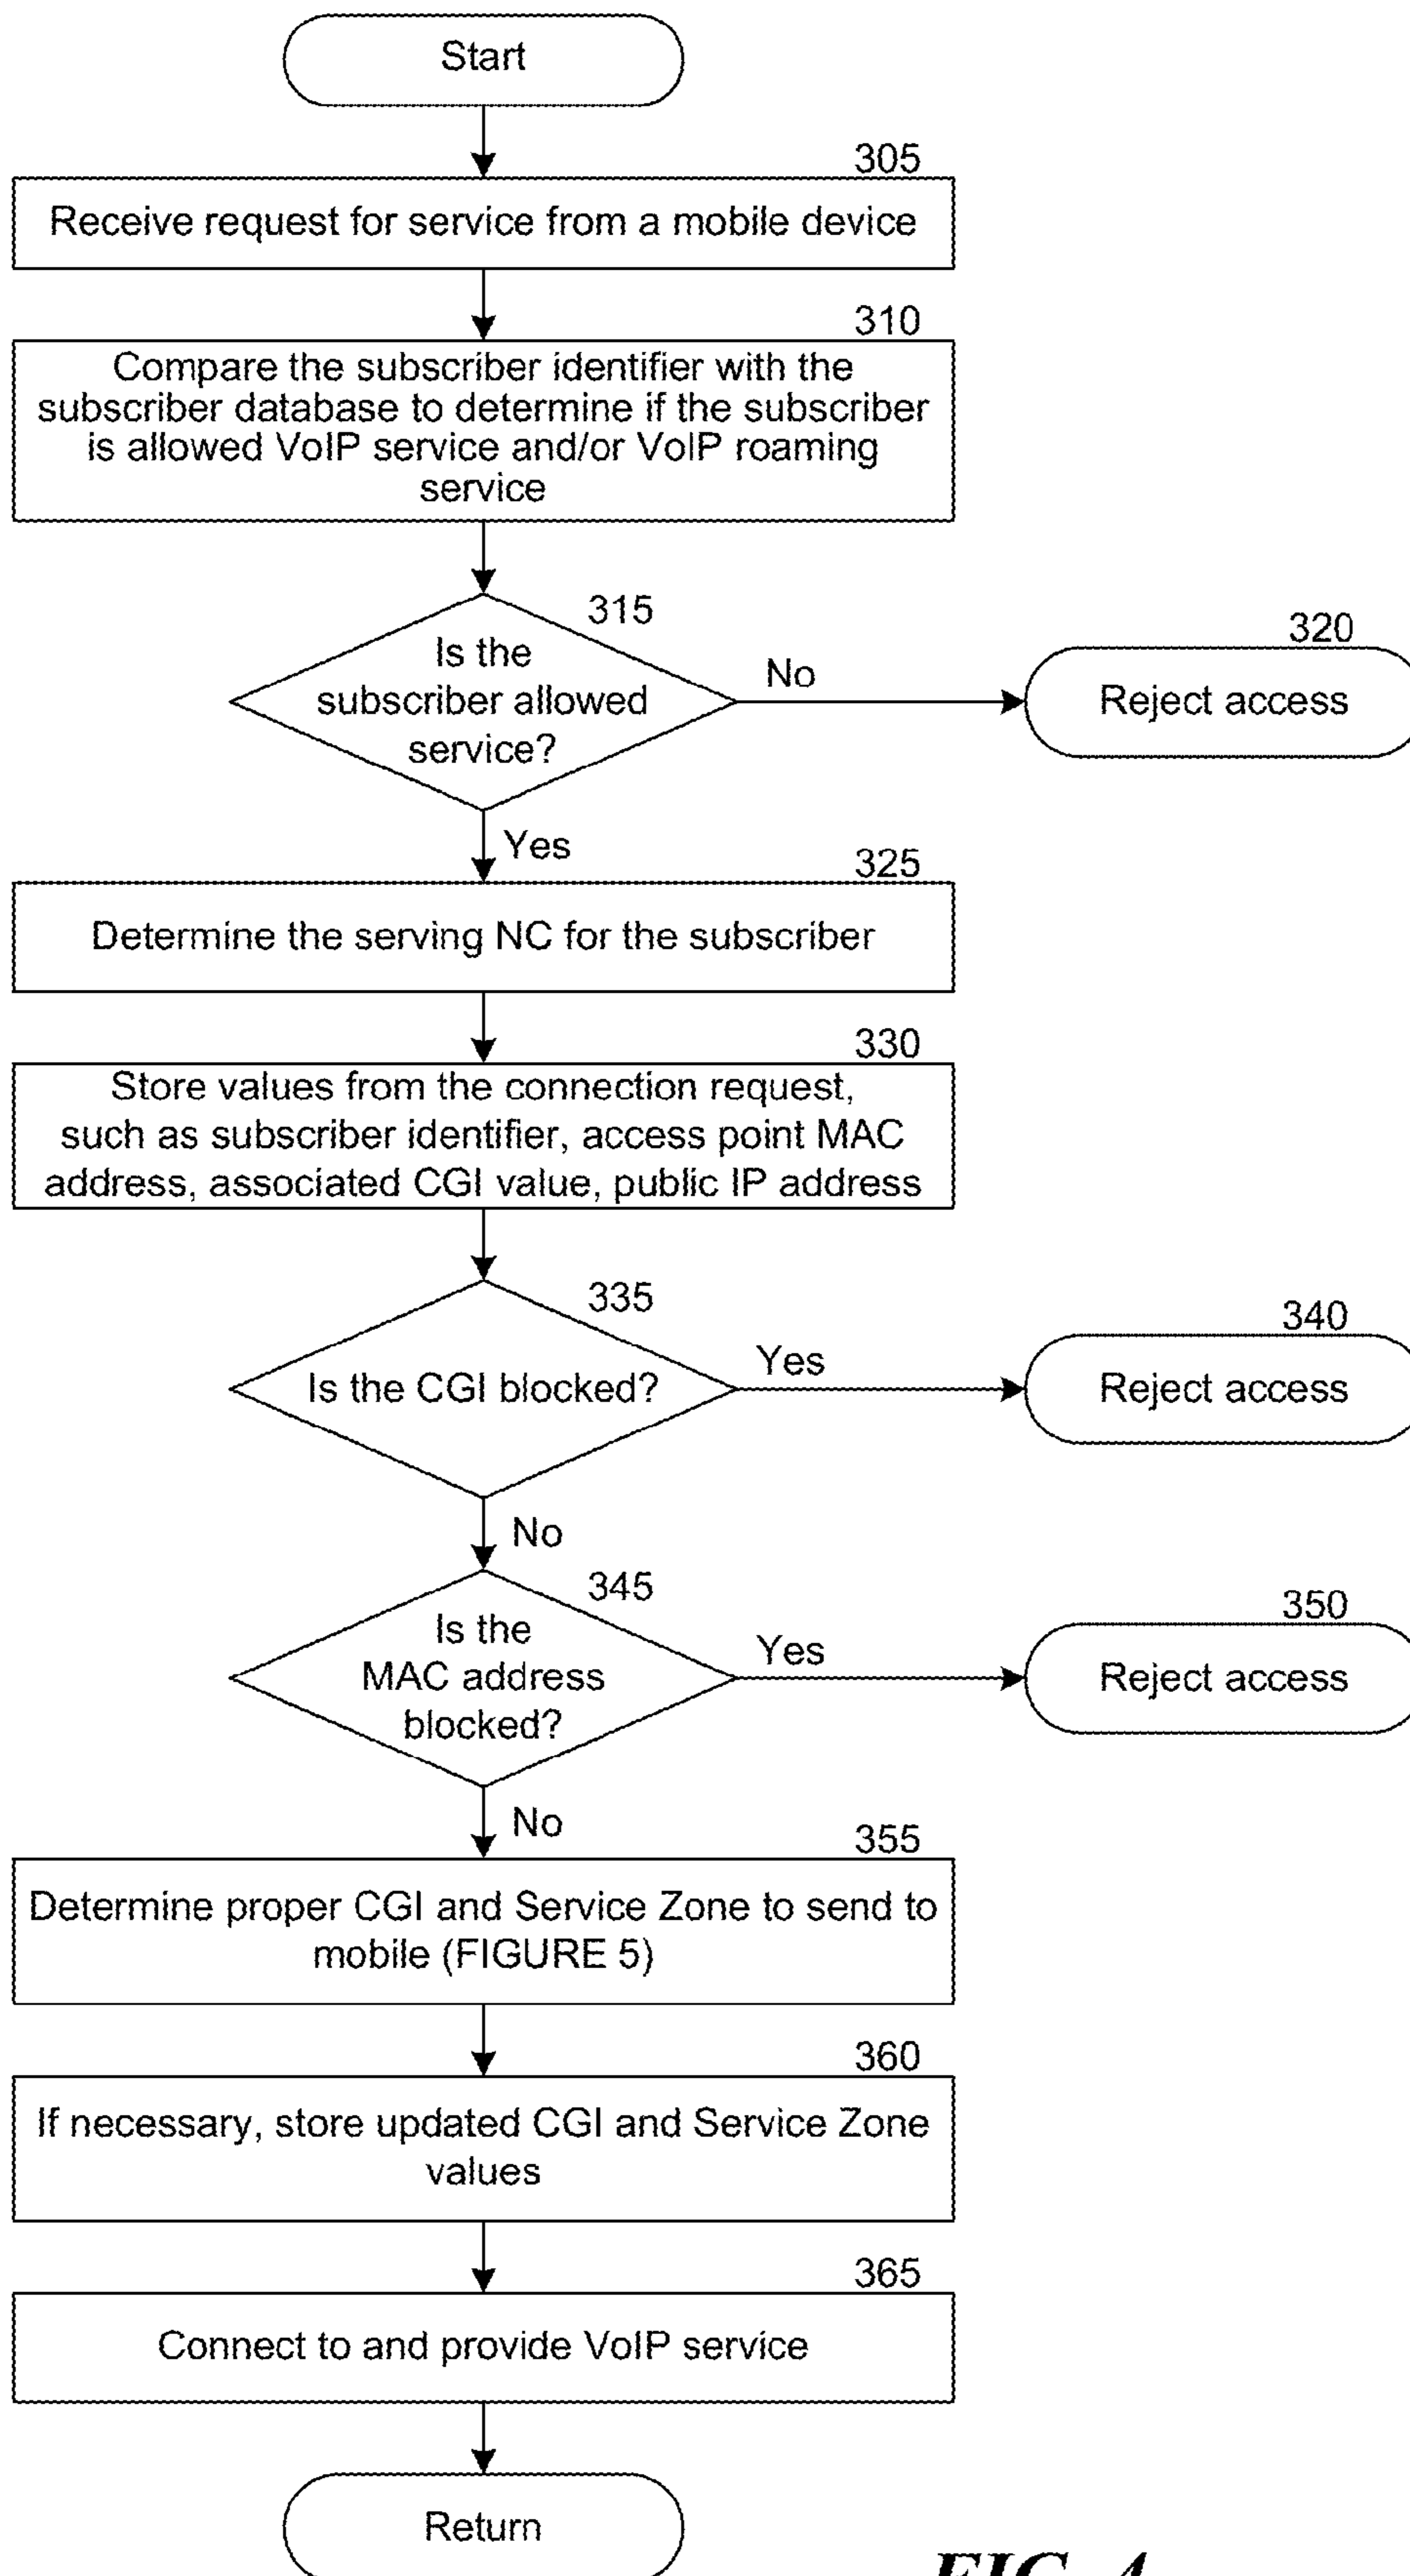 Start
305
Receive request for service from a mobile device
310
Compare the subscriber identifier with the
subscriber database to determine if the subscriber
is allowed VoIP service and/or VoIP roaming
service
315
Is the
subscriber allowed
service?
No
320
Reject access
Yes
325
Determine the serving NC for the subscriber
330
Store values from the connection request,
such as subscriber identifier, access point MAC
address, associated CGI value, public IP address
335
Is the CGI blocked?
Yes
340
Reject access
No
345
Is the
MAC address
blocked?
Yes
350
Reject access
No
355
Determine proper CGI and Service Zone to send to
mobile (FIGURE 5)
360
If necessary, store updated CGI and Service Zone
values
365
Connect to and provide VoIP service
Return
FIG. 4